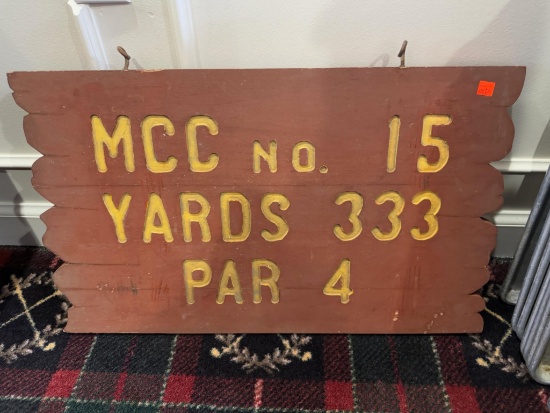 MCC No. 15
YARDS 333
PAR 4